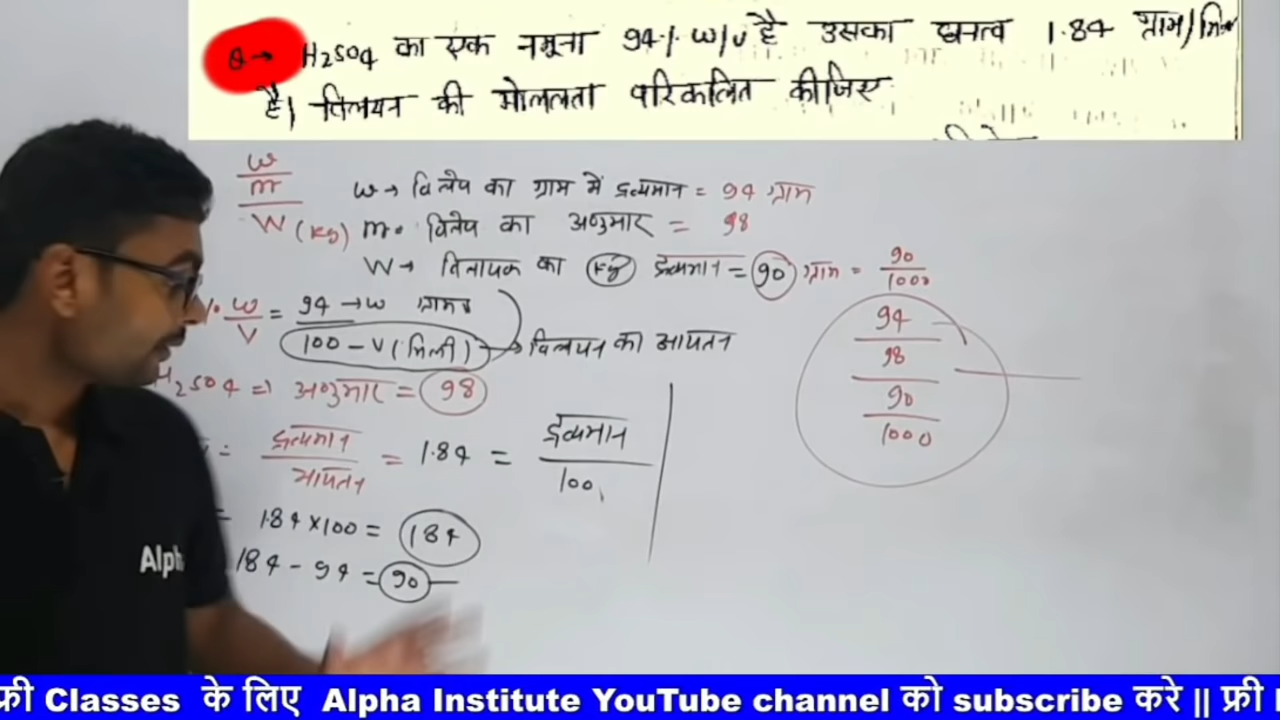 Q→ H₂SO₄ का एक नमूना 94% W/V है उसका घनत्व 1.84 ग्राम/मि
है। विलयन की मोललता परिकलित कीजिए
w
m
W (Kg)
w → विलेय का ग्राम में द्रव्यमान = 94 ग्राम
m. विलेय का अणुभार = 98
W → विलायक का Kg द्रव्यमान = 90 ग्राम = 90/1000
% W/V = 94 → w ग्राम
100 - V (मिली) → विलयन का आयतन
94
98
90
1000
H₂SO₄ ⇒ अणुभार = 98
= द्रव्यमान/आयतन = 1.84 = द्रव्यमान/100
= 1.84 × 100 = 184
184 - 94 = 90
Alph
फ्री Classes के लिए Alpha Institute YouTube channel को subscribe करे || फ्री